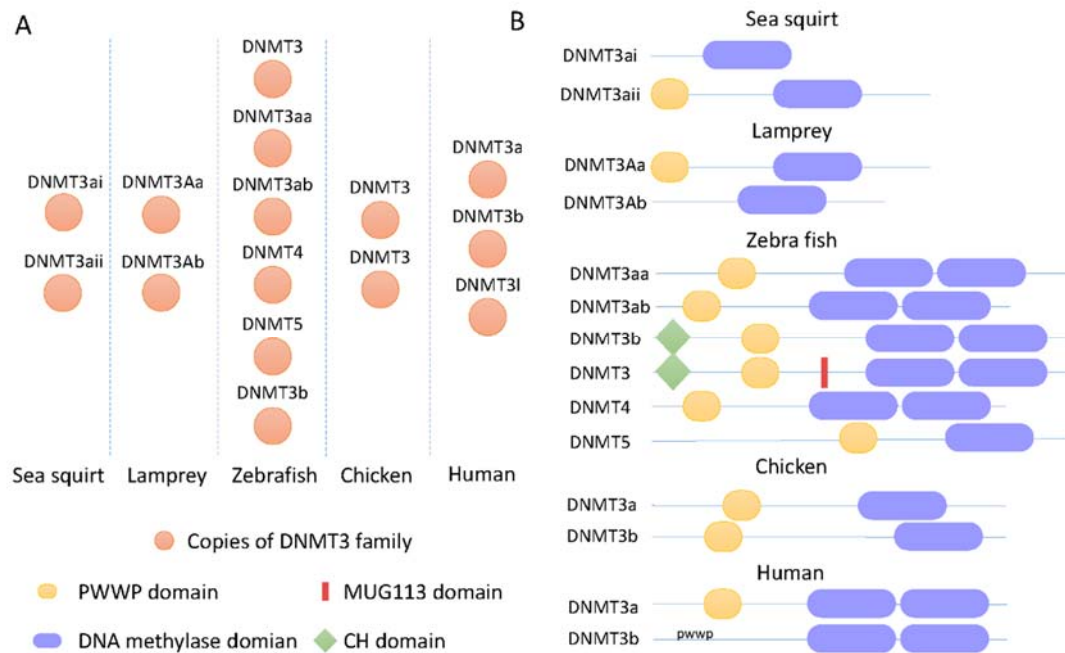 A
DNMT3
DNMT3aa
DNMT3a
DNMT3ai
DNMT3Aa
DNMT3ab
DNMT3
DNMT3b
DNMT3aii
DNMT3Ab
DNMT4
DNMT3
DNMT3l
DNMT5
DNMT3b
Sea squirt
Lamprey
Zebrafish
Chicken
Human
Copies of DNMT3 family
PWWP domain
MUG113 domain
DNA methylase domian
CH domain
B
Sea squirt
DNMT3ai
DNMT3aii
Lamprey
DNMT3Aa
DNMT3Ab
Zebra fish
DNMT3aa
DNMT3ab
DNMT3b
DNMT3
DNMT4
DNMT5
Chicken
DNMT3a
DNMT3b
Human
DNMT3a
DNMT3b
pwwp